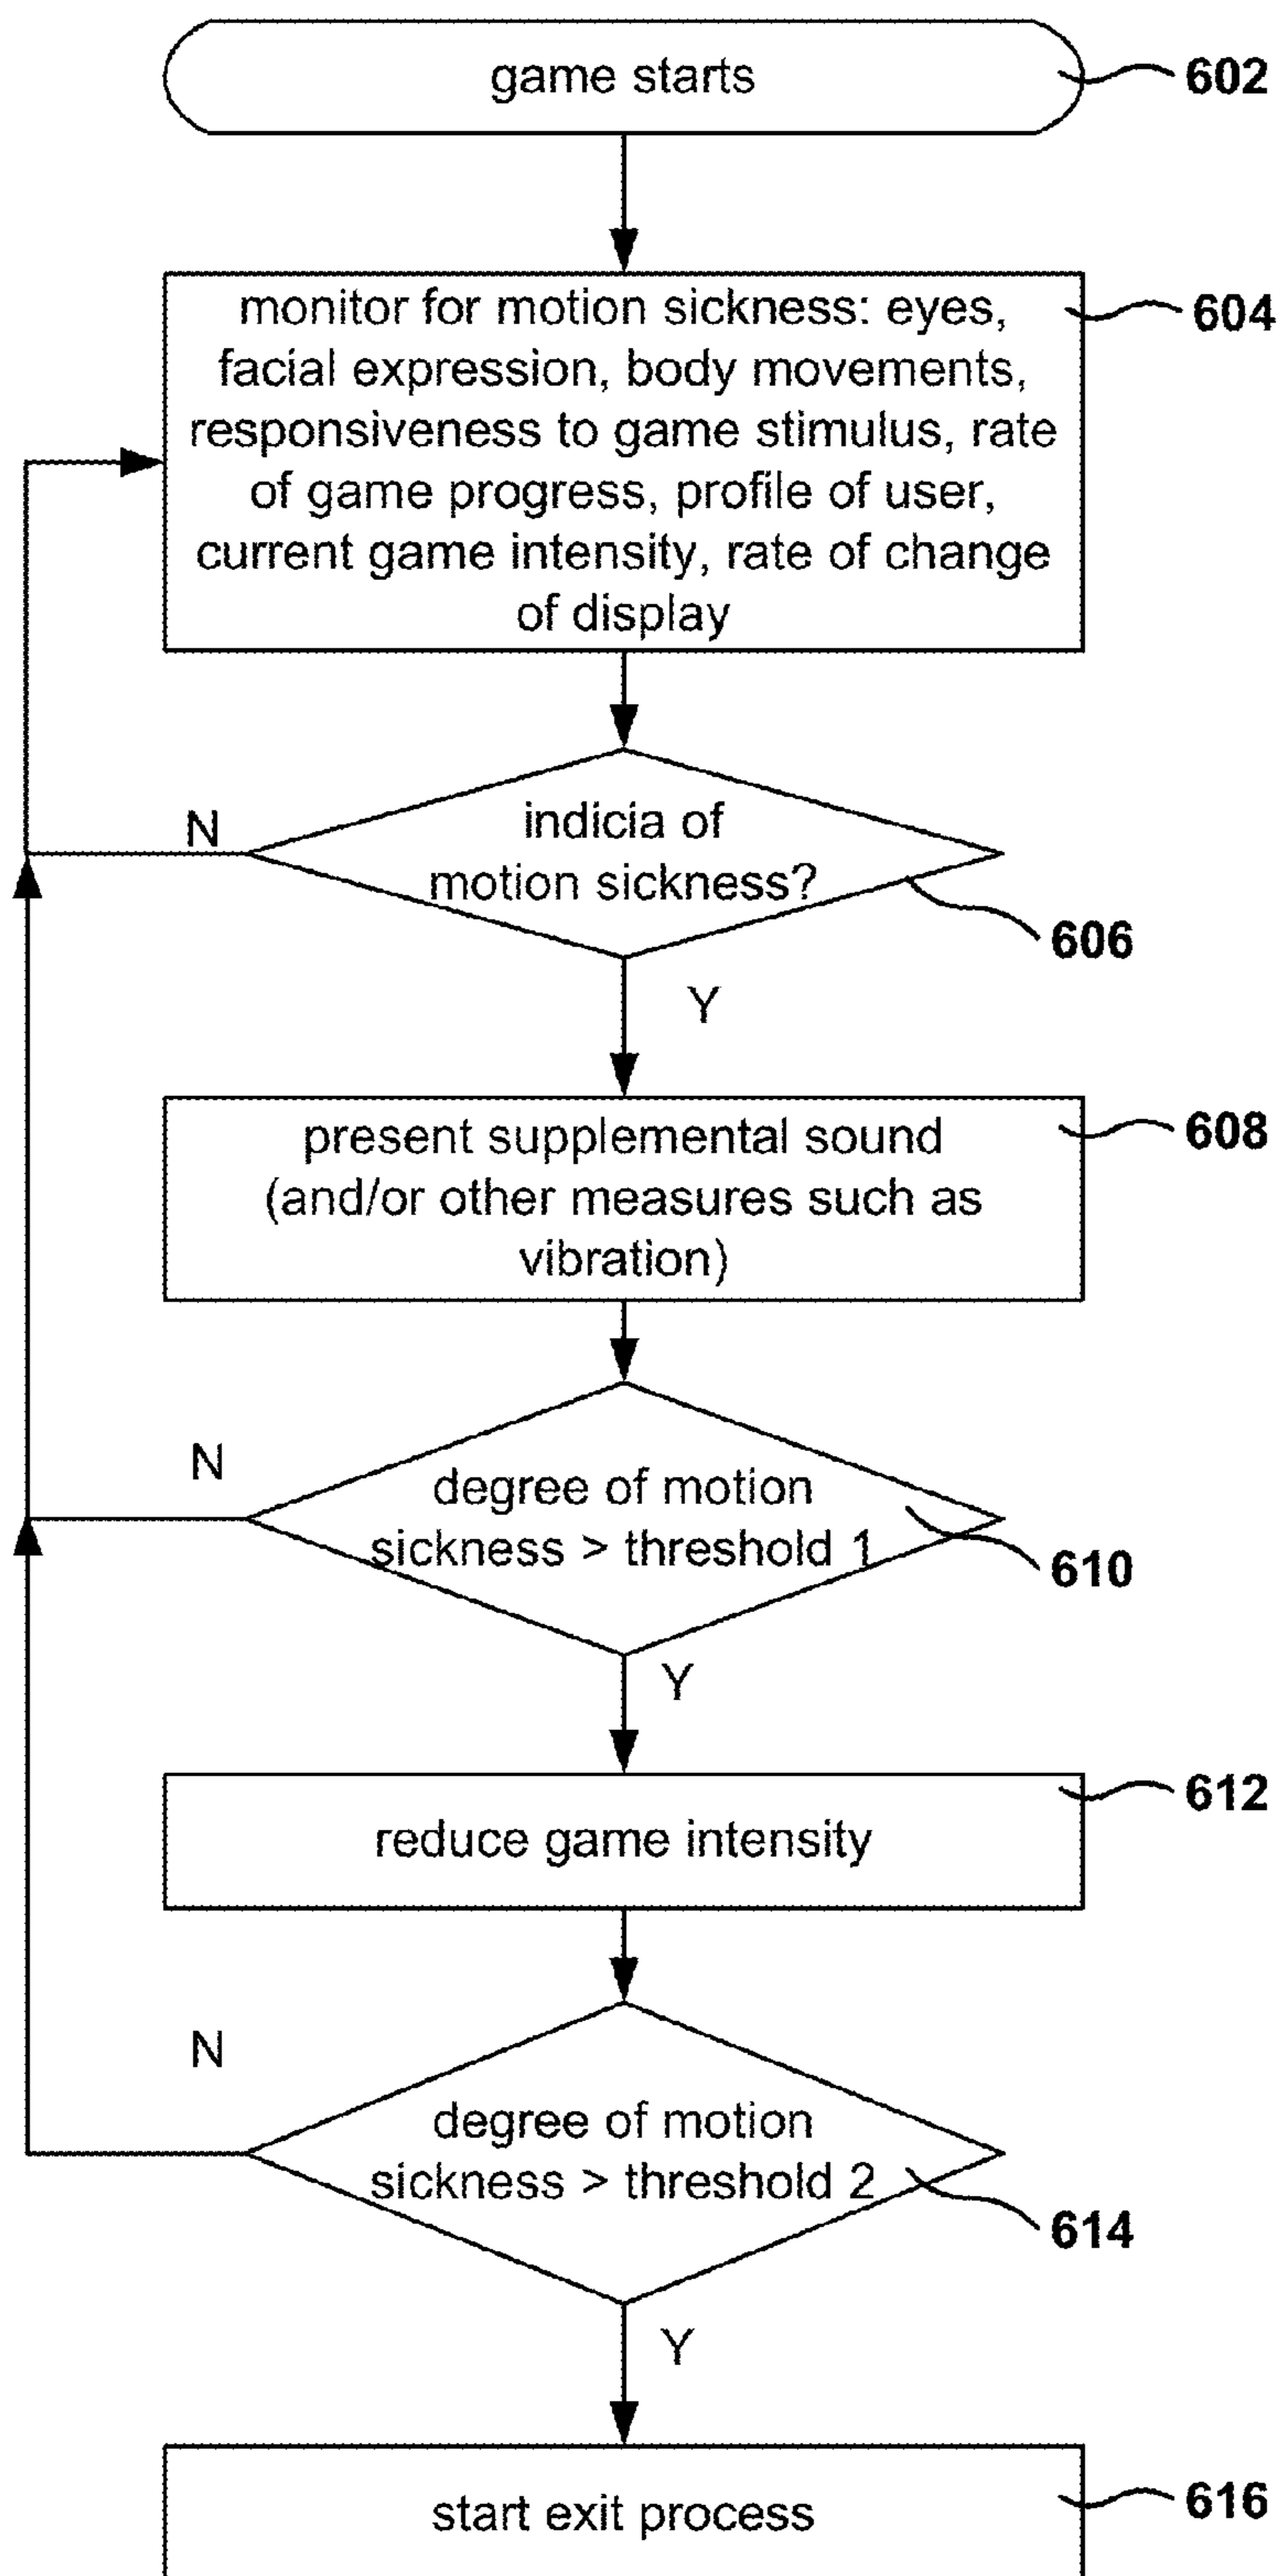 game starts
602
monitor for motion sickness: eyes,
facial expression, body movements,
responsiveness to game stimulus, rate
of game progress, profile of user,
current game intensity, rate of change
of display
604
N
indicia of
motion sickness?
606
Y
present supplemental sound
(and/or other measures such as
vibration)
608
N
degree of motion
sickness > threshold 1
610
Y
reduce game intensity
612
N
degree of motion
sickness > threshold 2
614
Y
start exit process
616